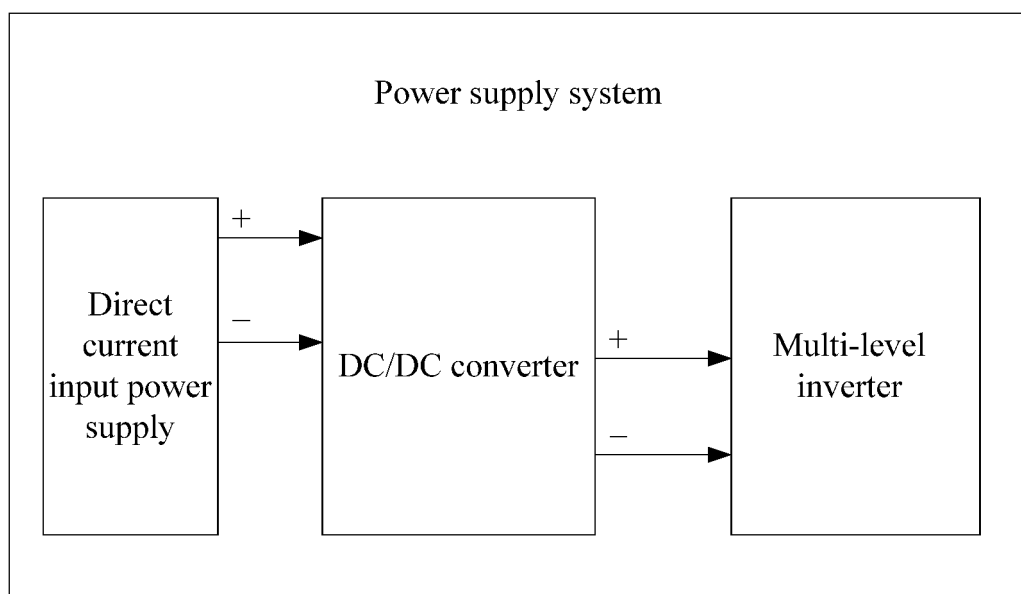 Power supply system
+
−
Direct
current
input power
supply
DC/DC converter
+
−
Multi-level
inverter